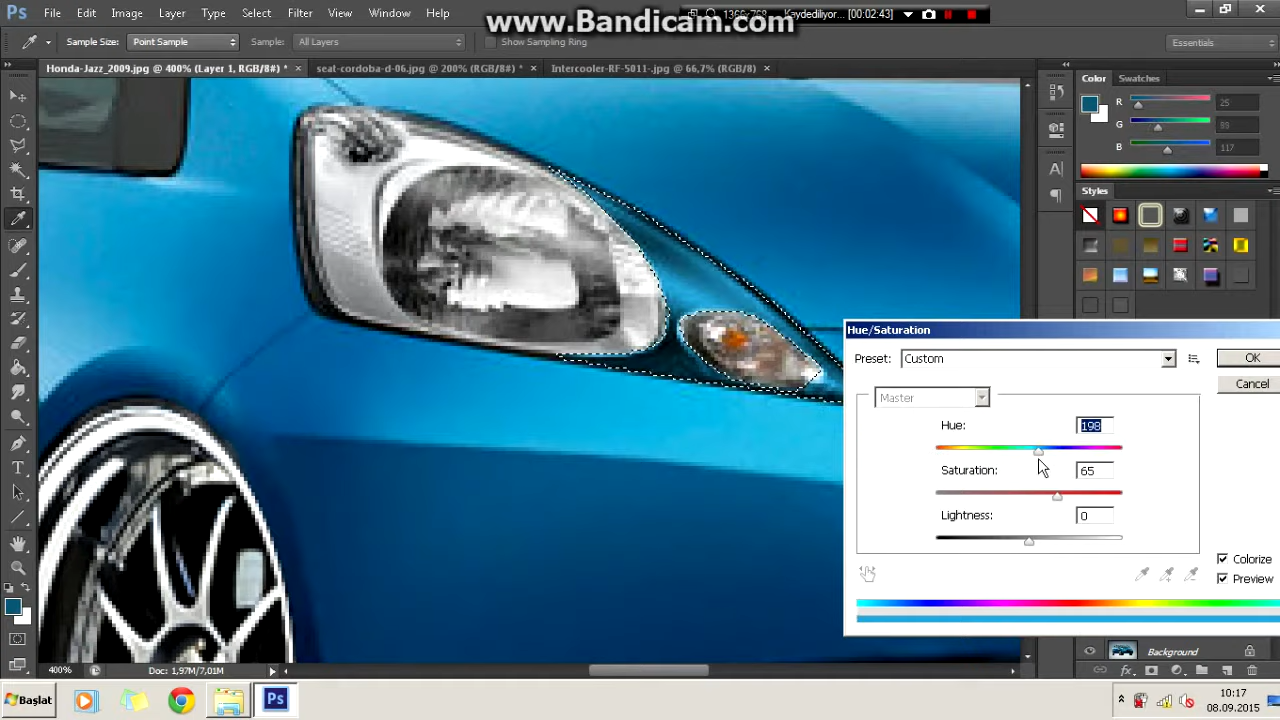 www.Bandicam.com
1366x768 Kaydediliyor... [00:02:43]
Ps File Edit Image Layer Type Select Filter 3D View Window Help
Sample Size: Point Sample Sample: All Layers Show Sampling Ring Essentials
Honda-Jazz_2009.jpg @ 400% (Layer 1, RGB/8#) * × seat-cordoba-d-06.jpg @ 200% (RGB/8#) * × Intercooler-RF-5011-.jpg @ 66,7% (RGB/8) ×
Color Swatches
R 25
G 93
B 117
Styles
Hue/Saturation
Preset: Custom OK
Cancel
Master
Hue: 198
Saturation: 65
Lightness: 0
Colorize
Preview
Background
400% Doc: 1,97M/7,01M
Başlat Ps 10:17
08.09.2015